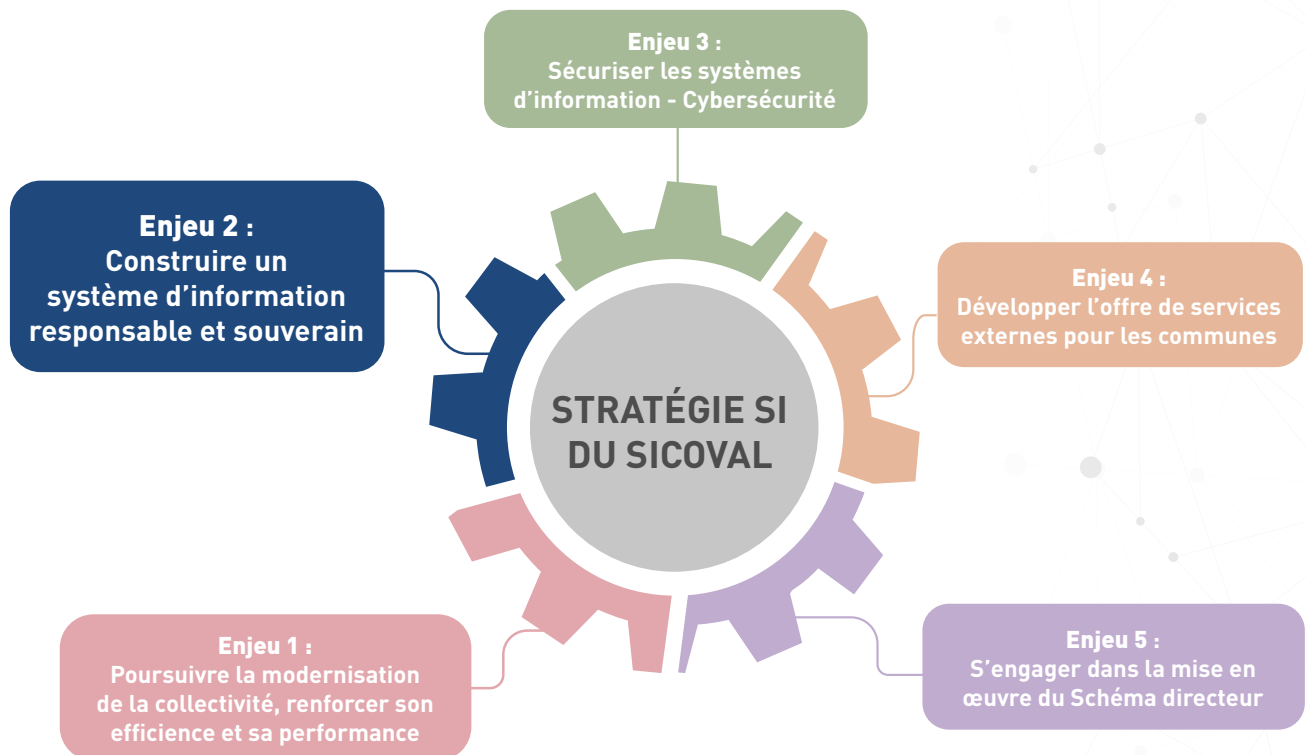 Enjeu 3 :
Sécuriser les systèmes
d’information - Cybersécurité
Enjeu 2 :
Construire un
système d’information
responsable et souverain
Enjeu 4 :
Développer l’offre de services
externes pour les communes
STRATÉGIE SI
DU SICOVAL
Enjeu 1 :
Poursuivre la modernisation
de la collectivité, renforcer son
efficience et sa performance
Enjeu 5 :
S’engager dans la mise en
œuvre du Schéma directeur